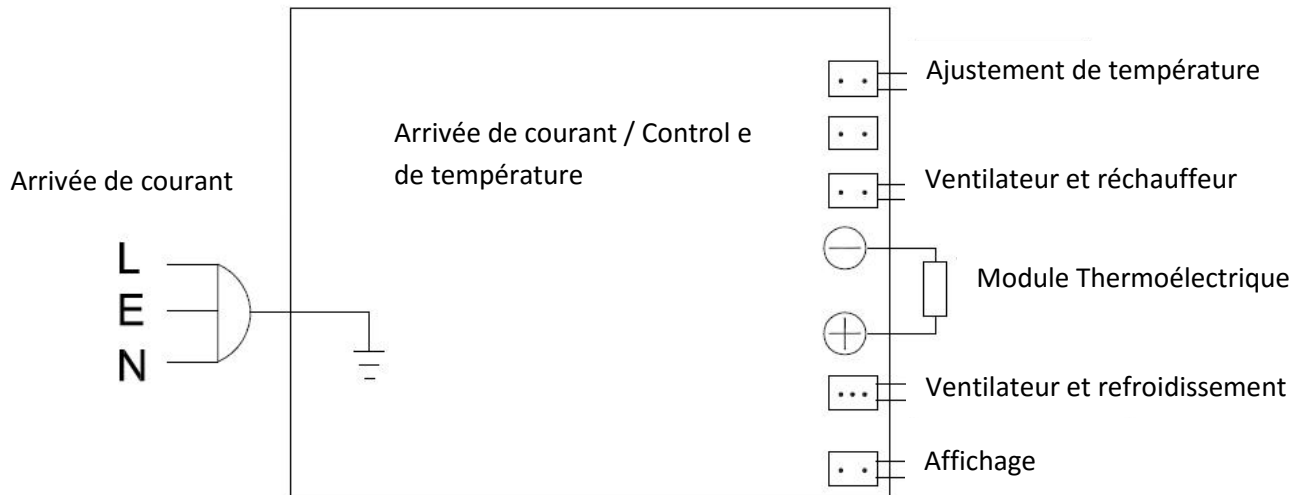 Ajustement de température
Arrivée de courant / Control e
de température
Arrivée de courant
Ventilateur et réchauffeur
L
E
N
Module Thermoélectrique
Ventilateur et refroidissement
Affichage